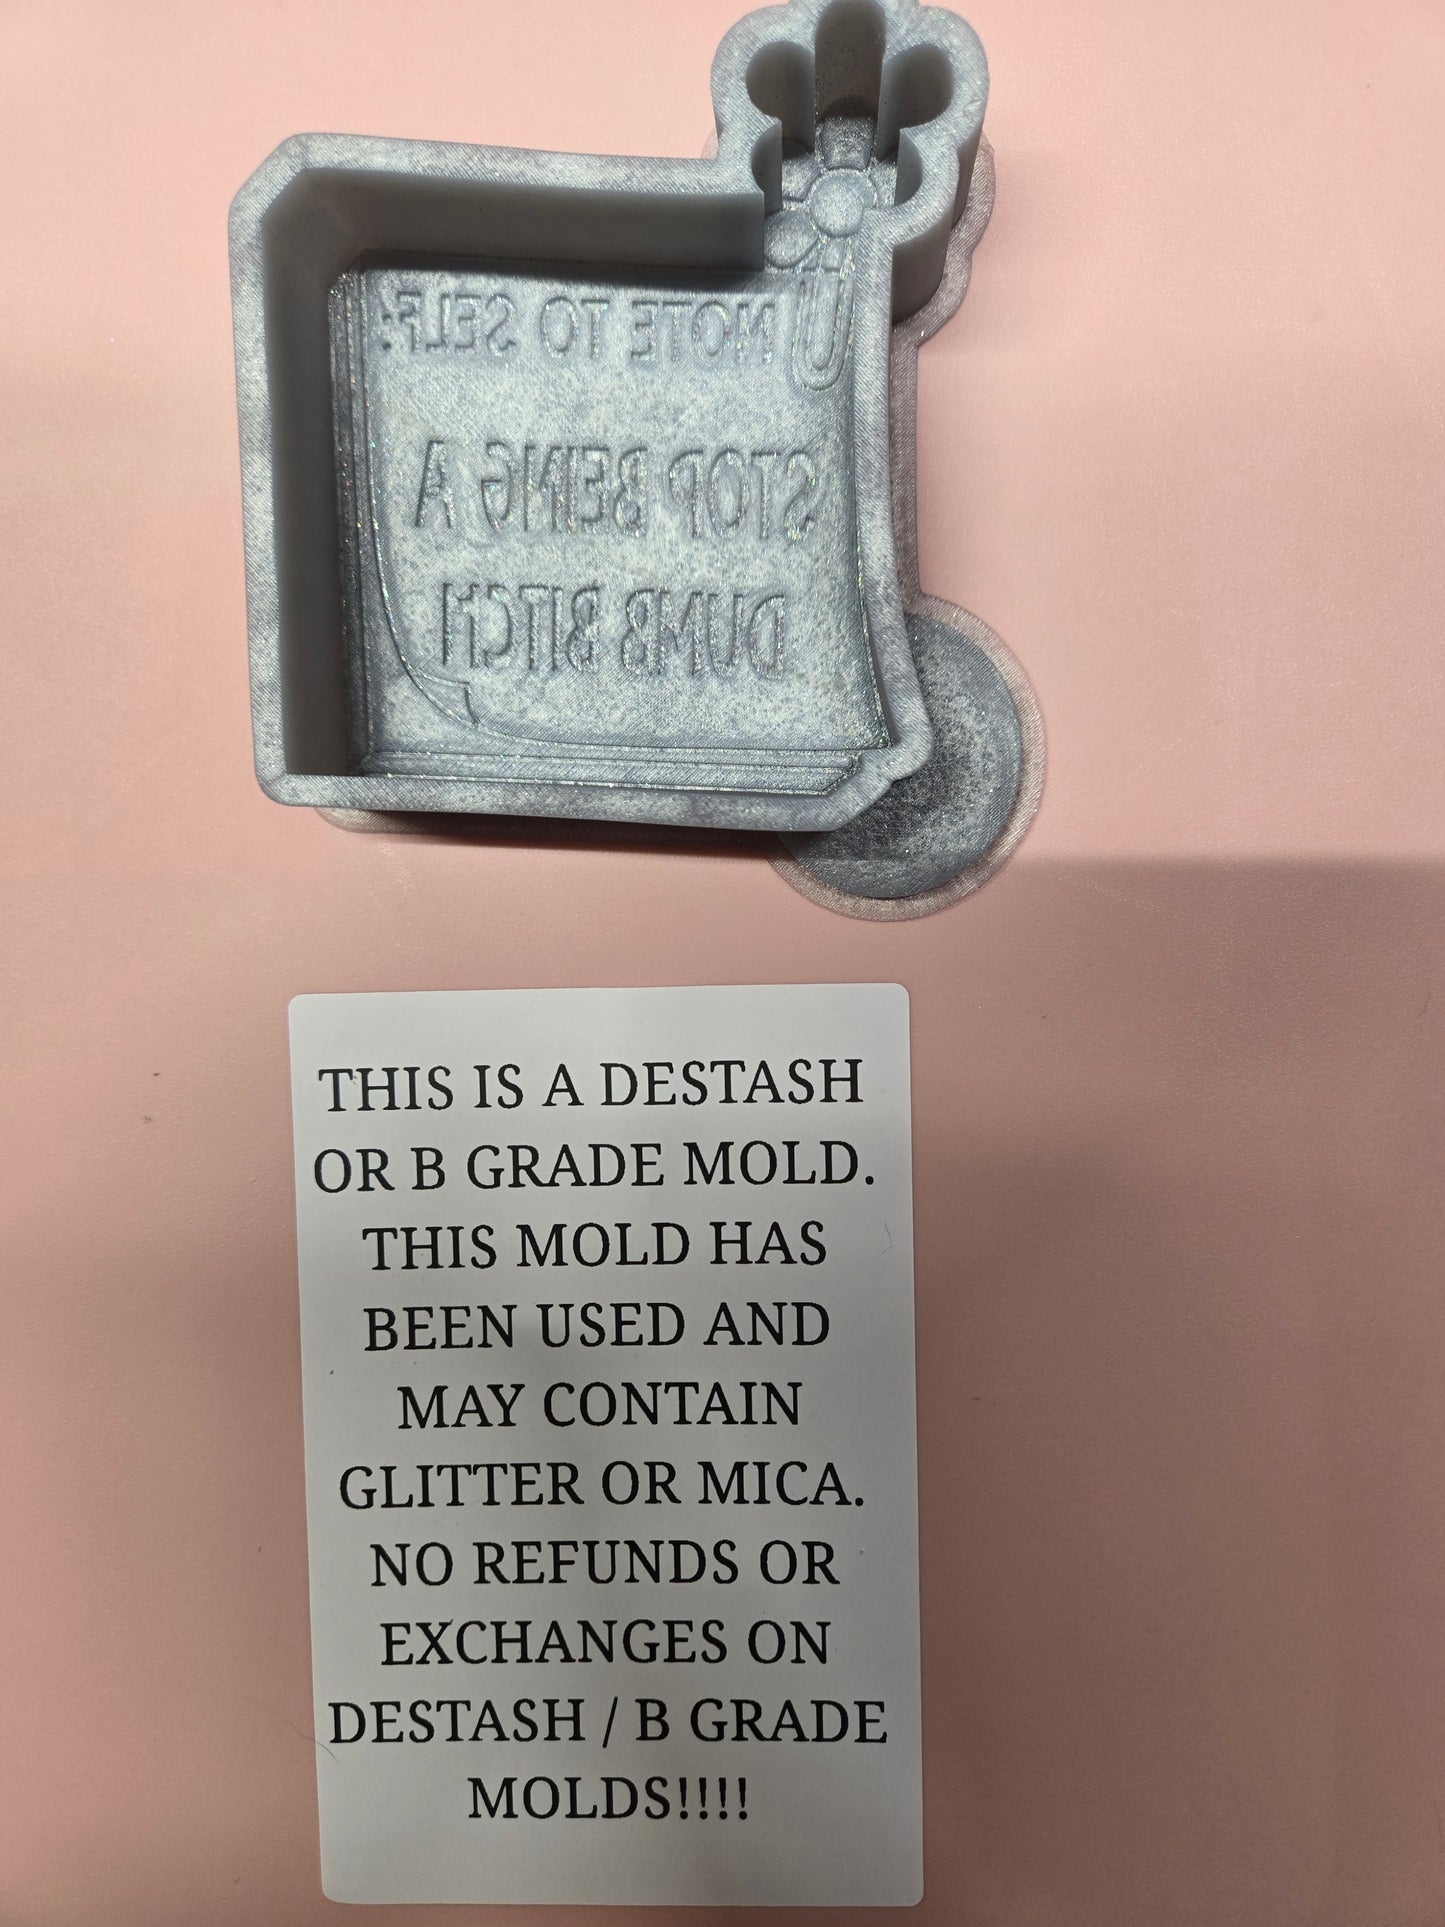 NOTE TO SELF:
STOP BEING A
DUMB BITCH
THIS IS A DESTASH
OR B GRADE MOLD.
THIS MOLD HAS
BEEN USED AND
MAY CONTAIN
GLITTER OR MICA.
NO REFUNDS OR
EXCHANGES ON
DESTASH / B GRADE
MOLDS!!!!